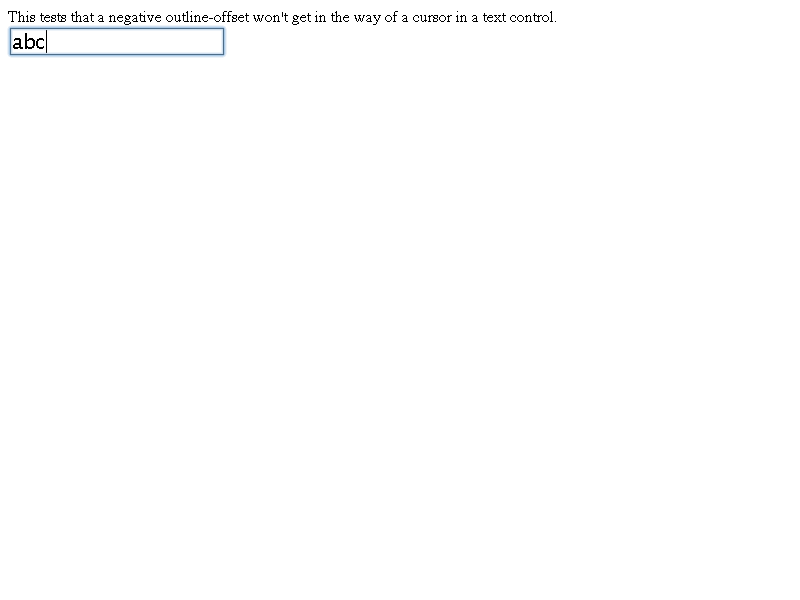 This tests that a negative outline-offset won't get in the way of a cursor in a text control.
abc